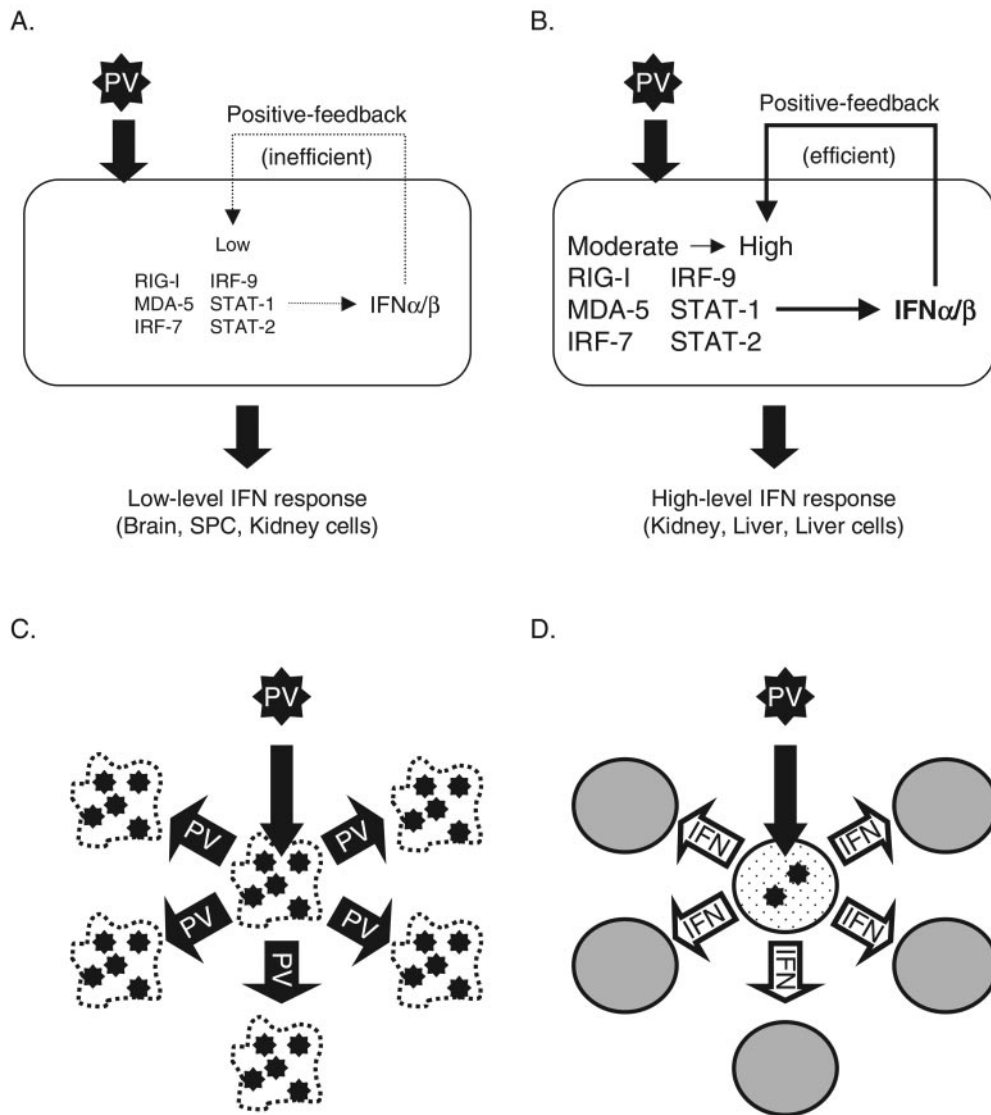 A.
PV
Positive-feedback
(inefficient)
Low
RIG-I IRF-9
MDA-5 STAT-1 IFNα/β
IRF-7 STAT-2
Low-level IFN response
(Brain, SPC, Kidney cells)
B.
PV
Positive-feedback
(efficient)
Moderate High
RIG-I IRF-9
MDA-5 STAT-1 IFNα/β
IRF-7 STAT-2
High-level IFN response
(Kidney, Liver, Liver cells)
C.
PV
PV
PV
PV
PV
PV
D.
PV
IFN
IFN
IFN
IFN
IFN